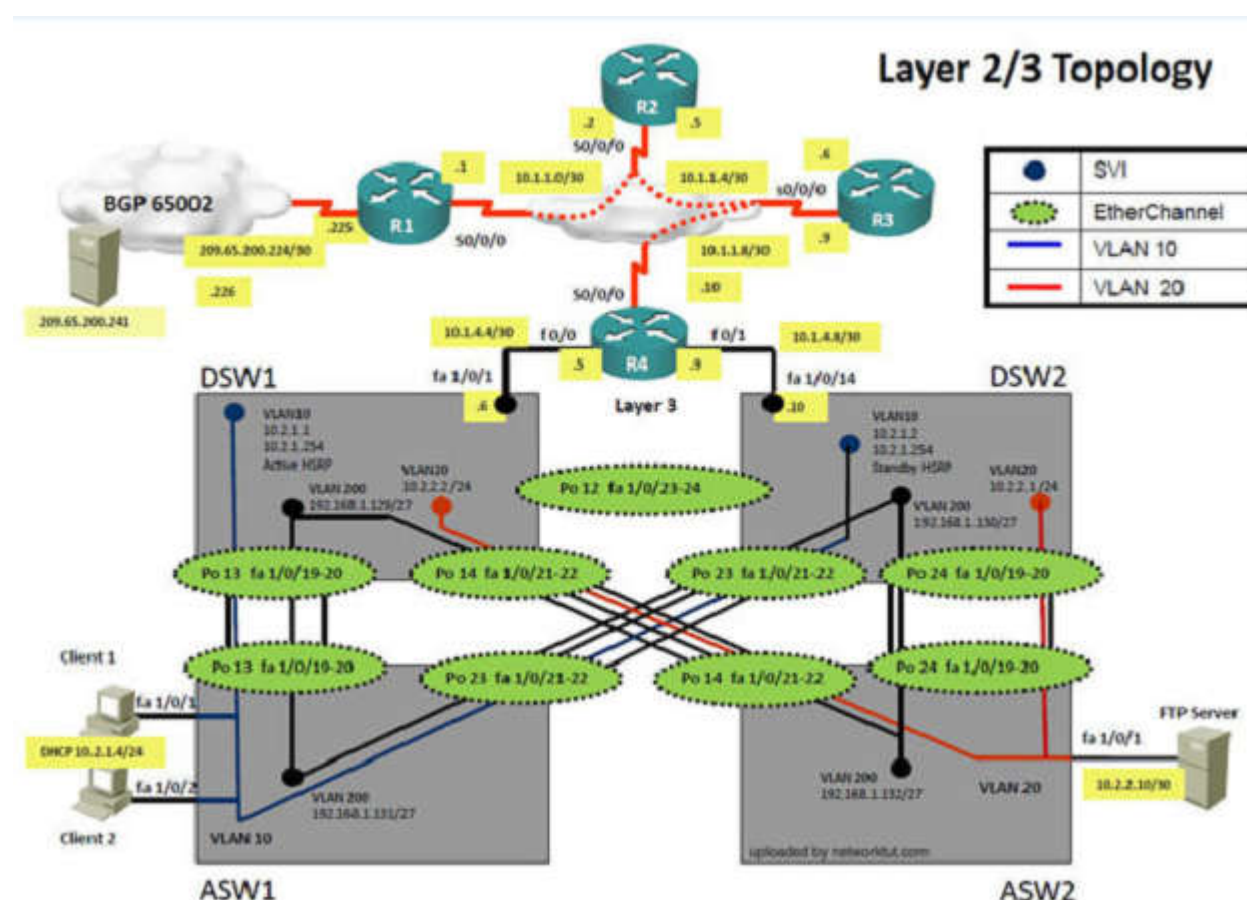 Layer 2/3 Topology
R2
.2
.5
S0/0/0
SVI
EtherChannel
VLAN 10
VLAN 20
BGP 65002
R1
.1
.225
209.65.200.224/30
.226
209.65.200.241
S0/0/0
10.1.1.0/30
10.1.1.4/30
.6
S0/0/0
R3
.9
10.1.1.8/30
.10
S0/0/0
R4
10.1.4.4/30
f 0/0
.5
f 0/1
.9
10.1.4.8/30
Layer 3
DSW1
fa 1/0/1
.6
VLAN10
10.2.1.1
10.2.1.254
Active HSRP
VLAN 200
192.168.1.129/27
VLAN20
10.2.2.2/24
DSW2
fa 1/0/14
.10
VLAN10
10.2.1.2
10.2.1.254
Standby HSRP
VLAN 200
192.168.1.130/27
VLAN20
10.2.2.1/24
Po 12 fa 1/0/23-24
Po 13 fa 1/0/19-20
Po 14 fa 1/0/21-22
Po 23 fa 1/0/21-22
Po 24 fa 1/0/19-20
Po 13 fa 1/0/19-20
Po 23 fa 1/0/21-22
Po 14 fa 1/0/21-22
Po 24 fa 1/0/19-20
Client 1
fa 1/0/1
DHCP 10..2.1.4/24
fa 1/0/2
Client 2
VLAN 200
192.168.1.131/27
VLAN 10
ASW1
VLAN 200
192.168.1.132/27
VLAN 20
FTP Server
fa 1/0/1
10.2.2.10/30
uploaded by networktut.com
ASW2